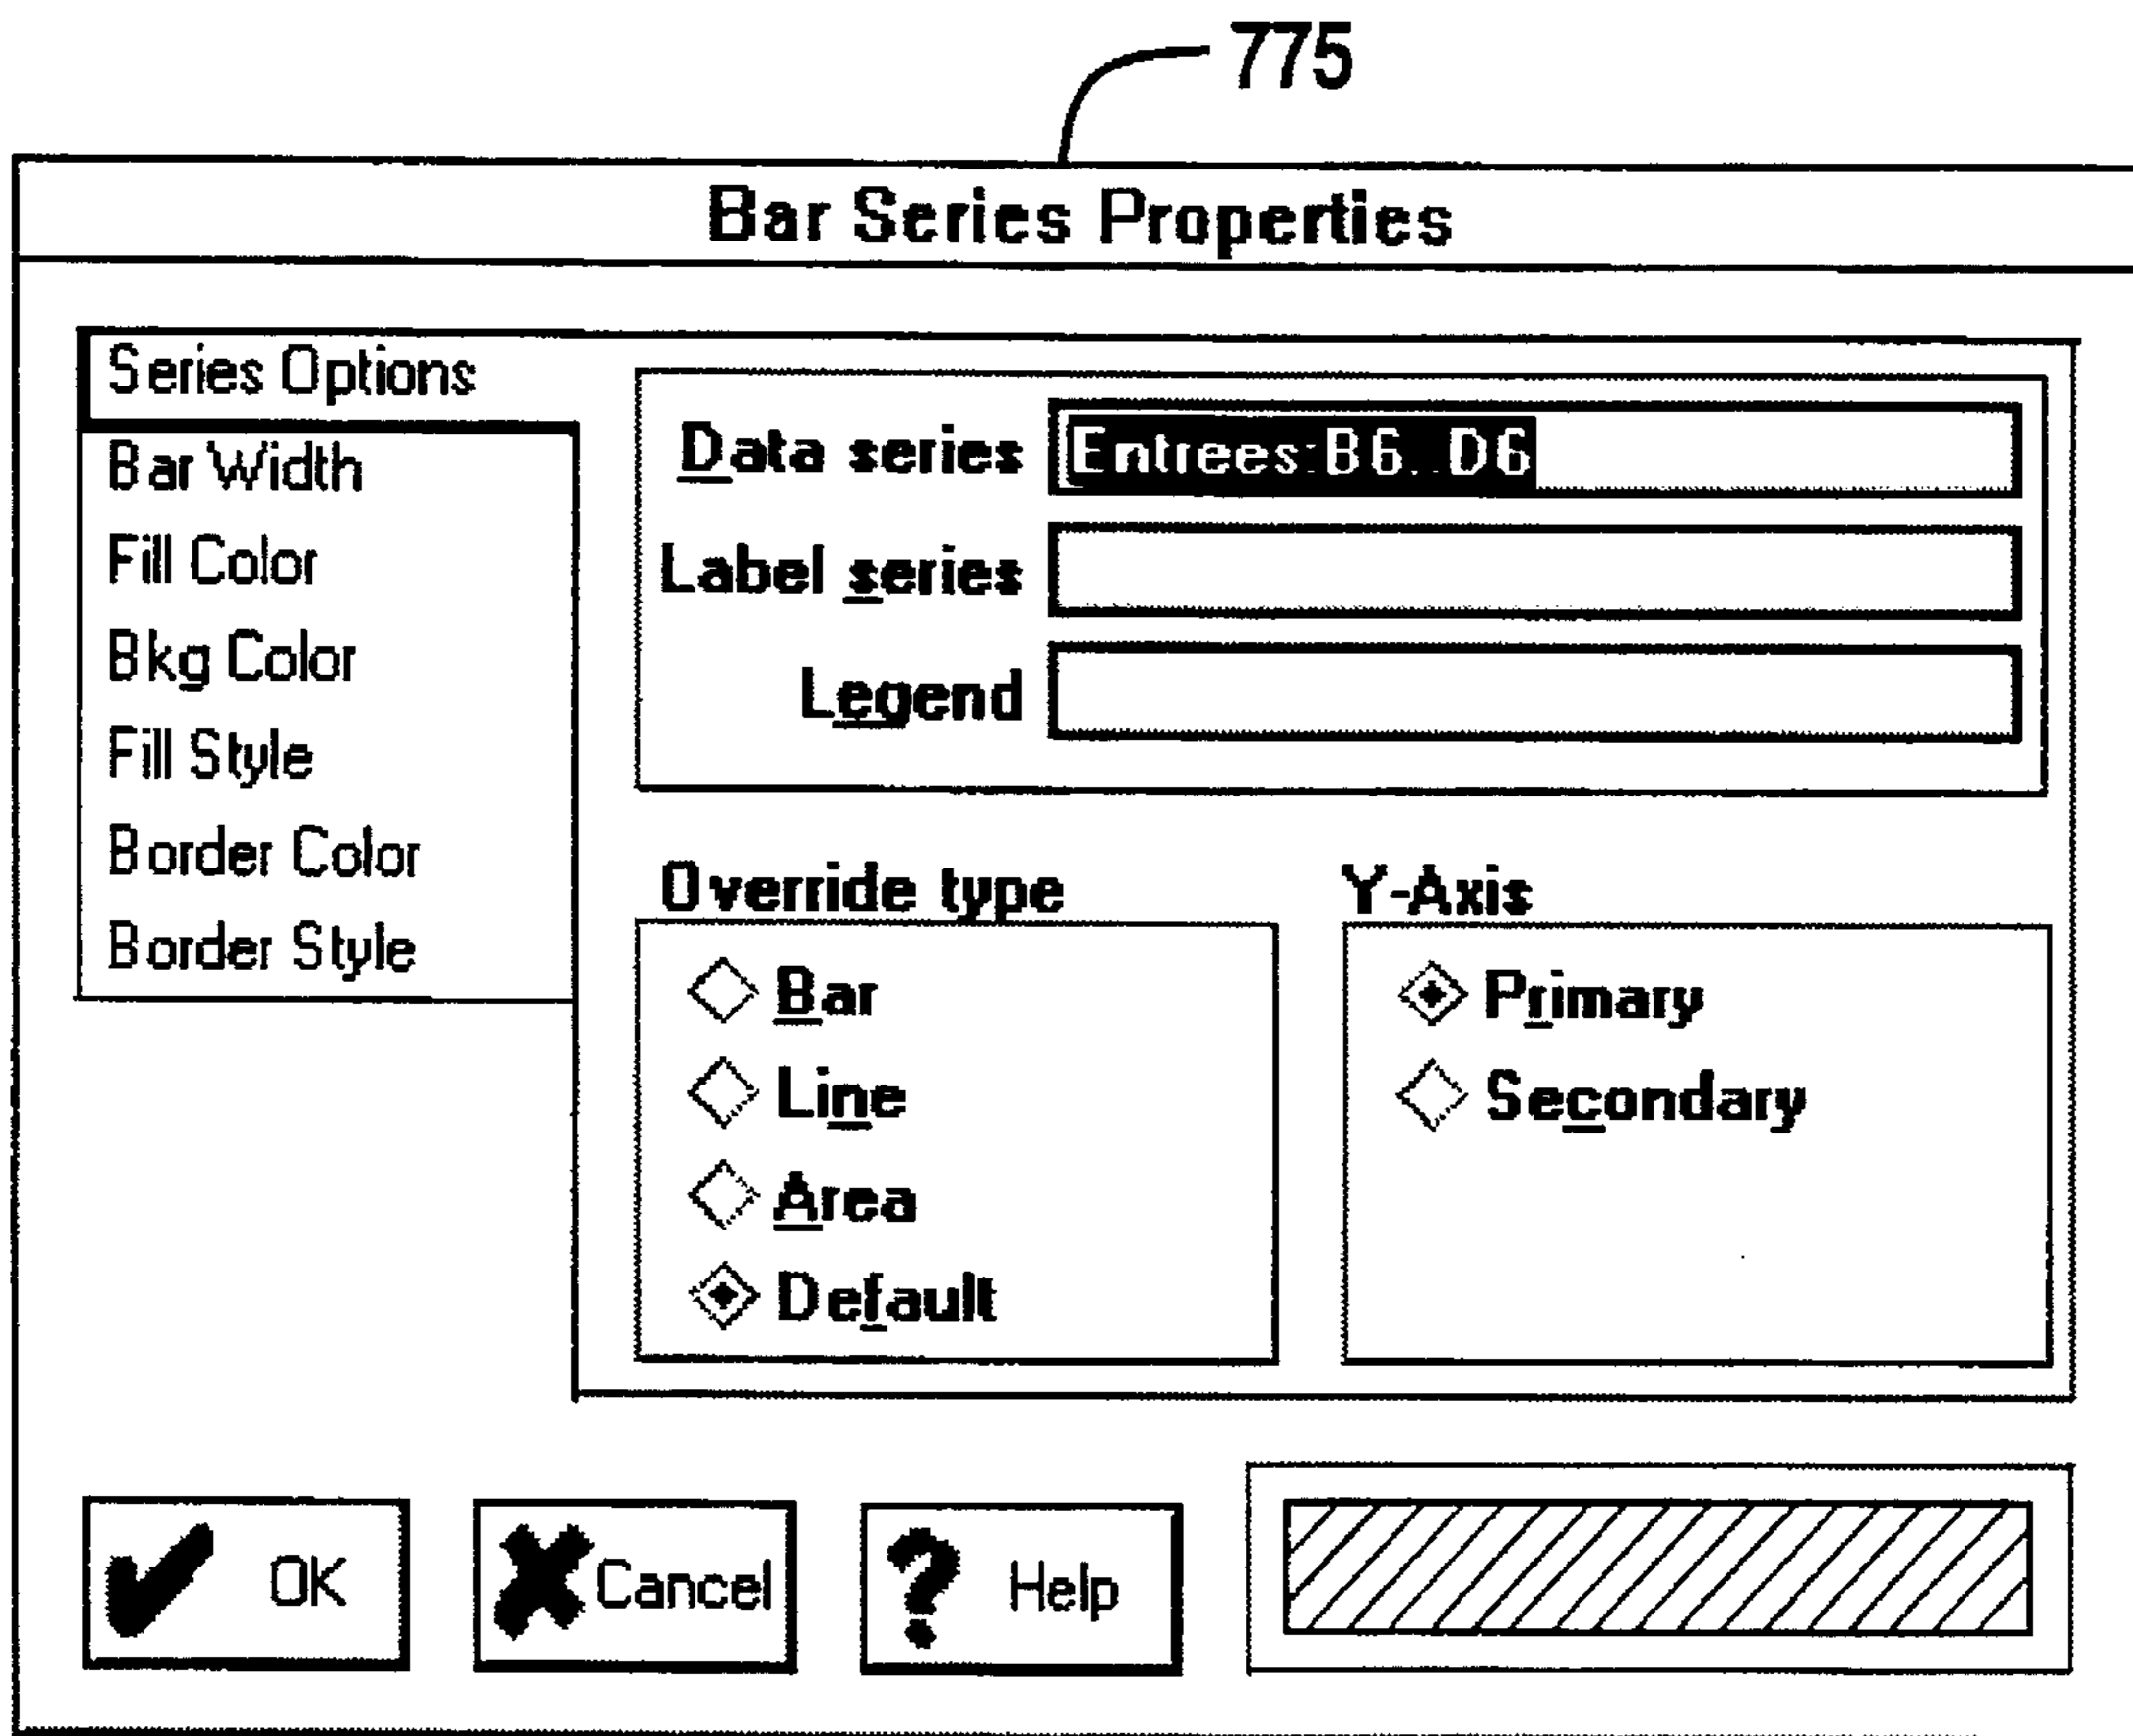 775
Bar Series Properties
Series Options
Bar Width
Fill Color
Bkg Color
Fill Style
Border Color
Border Style
Data series Entrees:B6..D6
Label series
Legend
Override type
Bar
Line
Area
Default
Y-Axis
Primary
Secondary
OK
Cancel
? Help